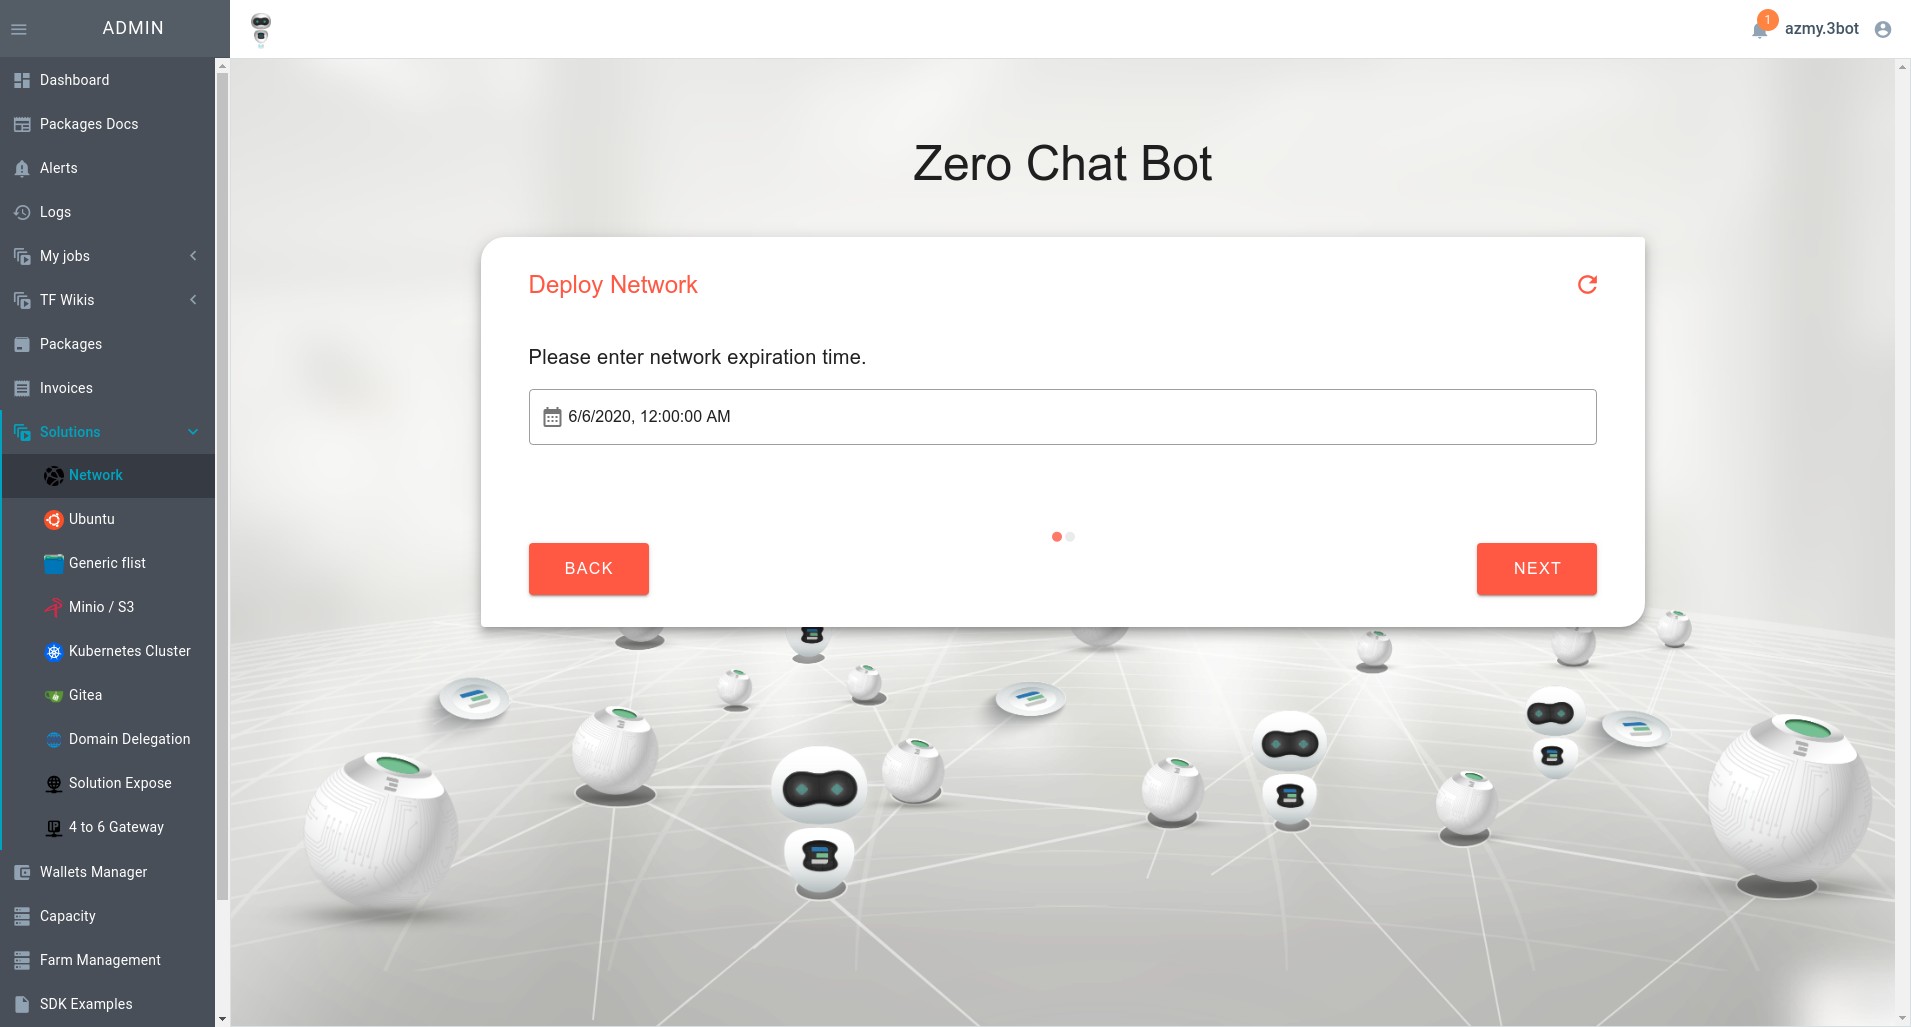 ADMIN
1
azmy.3bot
Dashboard
Packages Docs
Alerts
Logs
My jobs
TF Wikis
Packages
Invoices
Solutions
Network
Ubuntu
Generic flist
Minio / S3
Kubernetes Cluster
Gitea
Domain Delegation
Solution Expose
4 to 6 Gateway
Wallets Manager
Capacity
Farm Management
SDK Examples
Zero Chat Bot
Deploy Network
Please enter network expiration time.
6/6/2020, 12:00:00 AM
BACK
NEXT